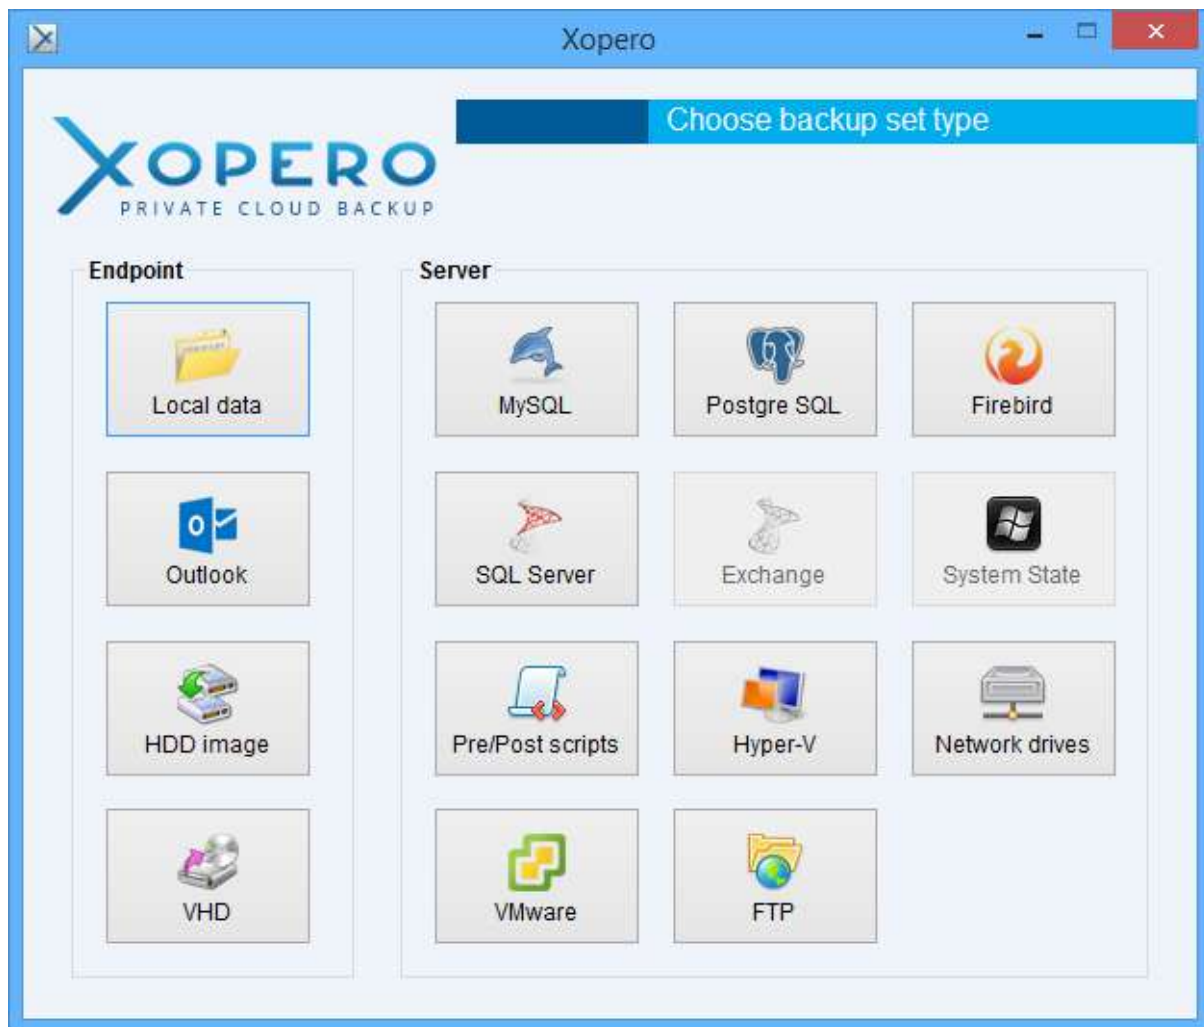 Xopero
Choose backup set type
XOPERO
PRIVATE CLOUD BACKUP
Endpoint
Server
Local data
MySQL
Postgre SQL
Firebird
Outlook
SQL Server
Exchange
System State
HDD image
Pre/Post scripts
Hyper-V
Network drives
VHD
VMware
FTP